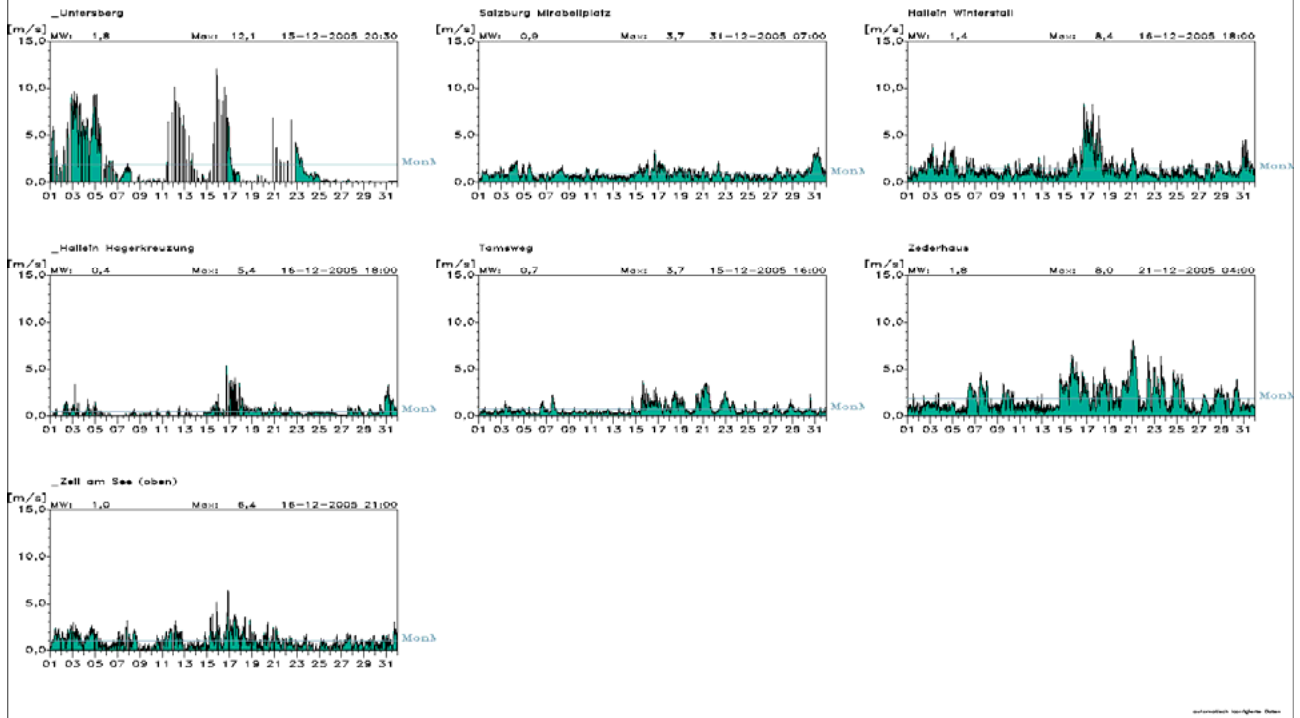 _Untersberg
[m/s] MW: 1,8 Max: 12,1 15-12-2005 20:30
15,0
10,0
5,0
0,0
MonM
01 03 05 07 09 11 13 15 17 19 21 23 25 27 29 31
Salzburg Mirabellplatz
[m/s] MW: 0,9 Max: 3,7 31-12-2005 07:00
15,0
10,0
5,0
0,0
MonM
01 03 05 07 09 11 13 15 17 19 21 23 25 27 29 31
Hallein Winterstall
[m/s] MW: 1,4 Max: 8,4 16-12-2005 18:00
15,0
10,0
5,0
0,0
MonM
01 03 05 07 09 11 13 15 17 19 21 23 25 27 29 31
_Hallein Hagerkreuzung
[m/s] MW: 0,4 Max: 5,4 16-12-2005 18:00
15,0
10,0
5,0
0,0
MonM
01 03 05 07 09 11 13 15 17 19 21 23 25 27 29 31
Tamsweg
[m/s] MW: 0,7 Max: 3,7 15-12-2005 16:00
15,0
10,0
5,0
0,0
MonM
01 03 05 07 09 11 13 15 17 19 21 23 25 27 29 31
Zederhaus
[m/s] MW: 1,8 Max: 8,0 21-12-2005 04:00
15,0
10,0
5,0
0,0
MonM
01 03 05 07 09 11 13 15 17 19 21 23 25 27 29 31
_Zell am See (oben)
[m/s] MW: 1,0 Max: 6,4 16-12-2005 21:00
15,0
10,0
5,0
0,0
MonM
01 03 05 07 09 11 13 15 17 19 21 23 25 27 29 31